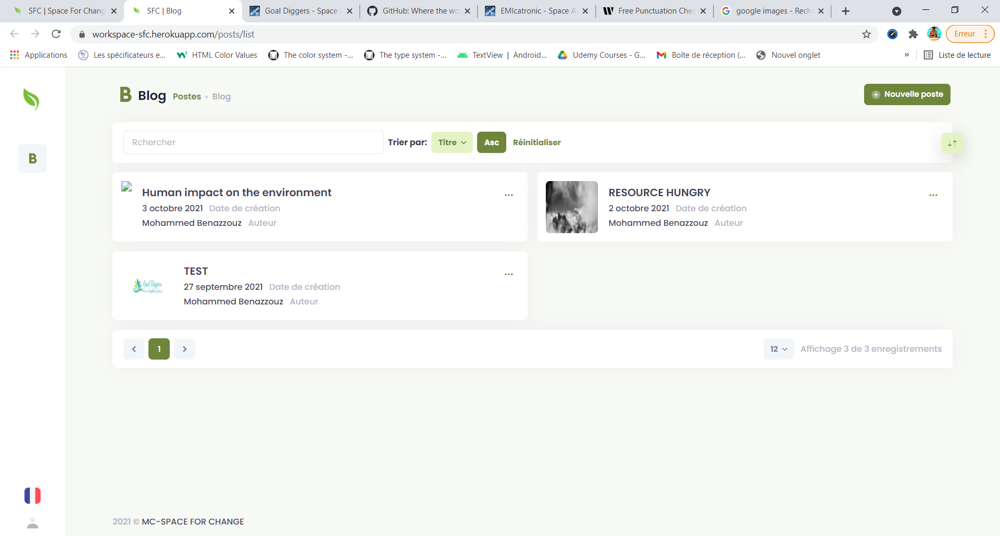 SFC | Space For Chang
SFC | Blog
Goal Diggers - Space
GitHub: Where the wo
EMIcatronic - Space A
Free Punctuation Chec
google images - Rech
workspace-sfc.herokuapp.com/posts/list
Erreur
Applications
Les spécificateurs e...
HTML Color Values
The color system -...
The type system -...
TextView | Android...
Udemy Courses - G...
Boîte de réception (...
Nouvel onglet
»
Liste de lecture
B Blog Postes Blog
Nouvelle poste
Rchercher
Trier par: Titre Asc Réinitialiser
B
Human impact on the environment
3 octobre 2021 Date de création
Mohammed Benazzouz Auteur
RESOURCE HUNGRY
2 octobre 2021 Date de création
Mohammed Benazzouz Auteur
Goal Diggers
TEST
27 septembre 2021 Date de création
Mohammed Benazzouz Auteur
1
12 Affichage 3 de 3 enregistrements
2021 © MC-SPACE FOR CHANGE